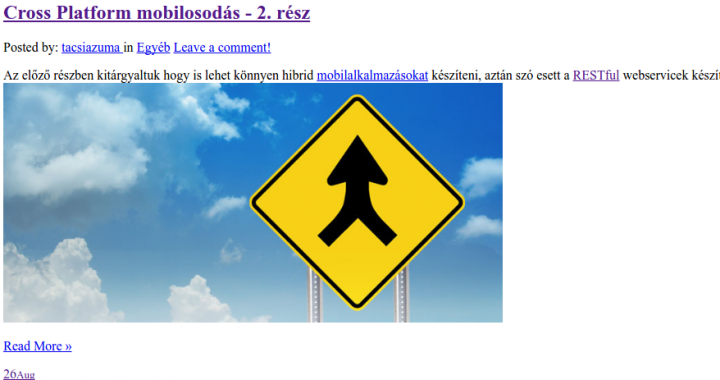 Cross Platform mobilosodás - 2. rész
Posted by: tacsiazuma in Egyéb Leave a comment!
Az előző részben kitárgyaltuk hogy is lehet könnyen hibrid mobilalkalmazásokat készíteni, aztán szó esett a RESTful webservicek
Read More »
26Aug